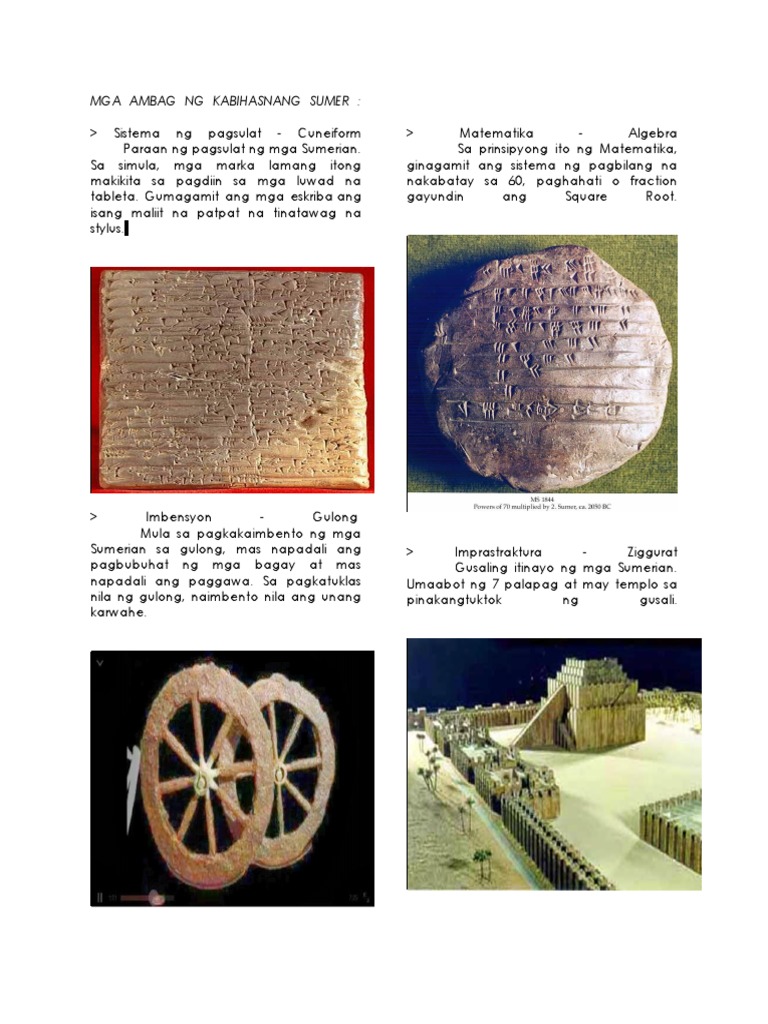 MGA AMBAG NG KABIHASNANG SUMER :
> Sistema ng pagsulat - Cuneiform
Paraan ng pagsulat ng mga Sumerian.
Sa simula, mga marka lamang itong
makikita sa pagdiin sa mga luwad na
tableta. Gumagamit ang mga eskriba ang
isang maliit na patpat na tinatawag na
stylus.
> Imbensyon - Gulong
Mula sa pagkakaimbento ng mga
Sumerian sa gulong, mas napadali ang
pagbubuhat ng mga bagay at mas
napadali ang paggawa. Sa pagkatuklas
nila ng gulong, naimbento nila ang unang
karwahe.
> Matematika - Algebra
Sa prinsipyong ito ng Matematika,
ginagamit ang sistema ng pagbilang na
nakabatay sa 60, paghahati o fraction
gayundin ang Square Root.
MS 1844
Powers of 70 multiplied by 2. Sumer, ca. 2050 BC
> Imprastraktura - Ziggurat
Gusaling itinayo ng mga Sumerian.
Umaabot ng 7 palapag at may templo sa
pinakangtuktok ng gusali.